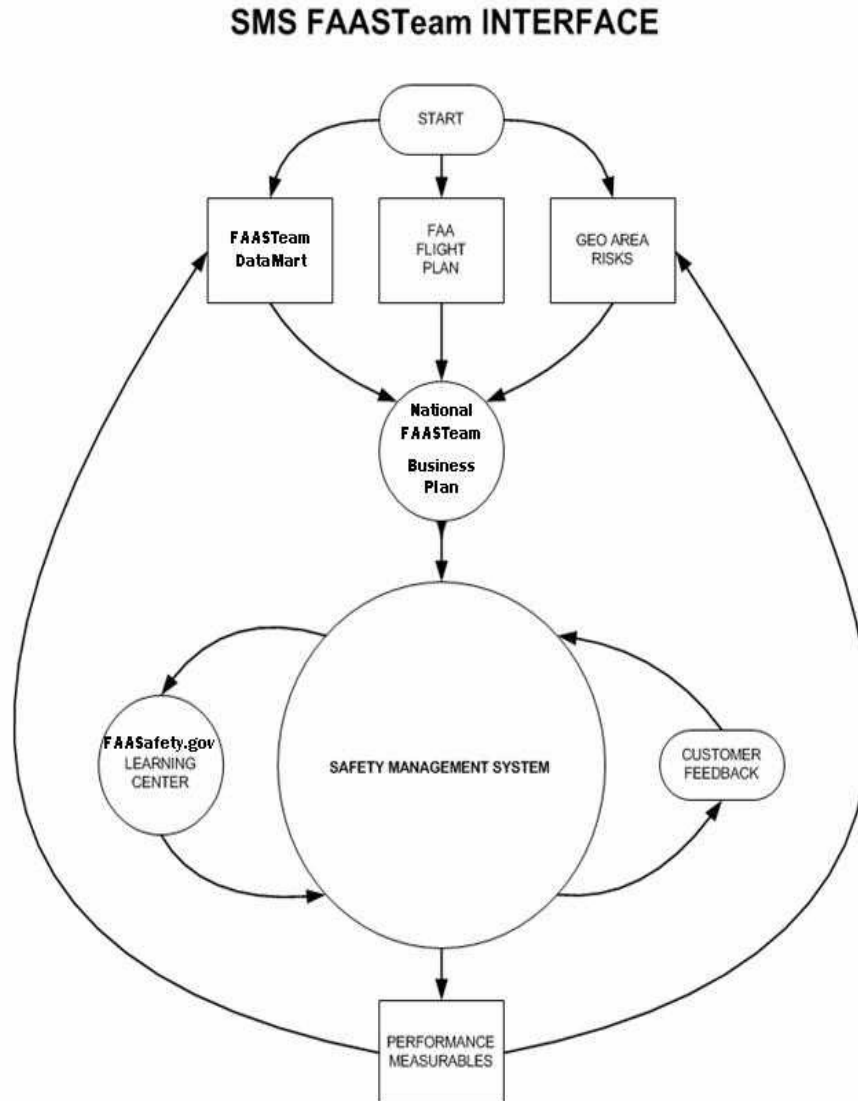 SMS FAASTeam INTERFACE
START
FAASTeam
DataMart
FAA
FLIGHT
PLAN
GEO AREA
RISKS
National
FAASTeam
Business
Plan
FAASafety.gov
LEARNING
CENTER
SAFETY MANAGEMENT SYSTEM
CUSTOMER
FEEDBACK
PERFORMANCE
MEASURABLES